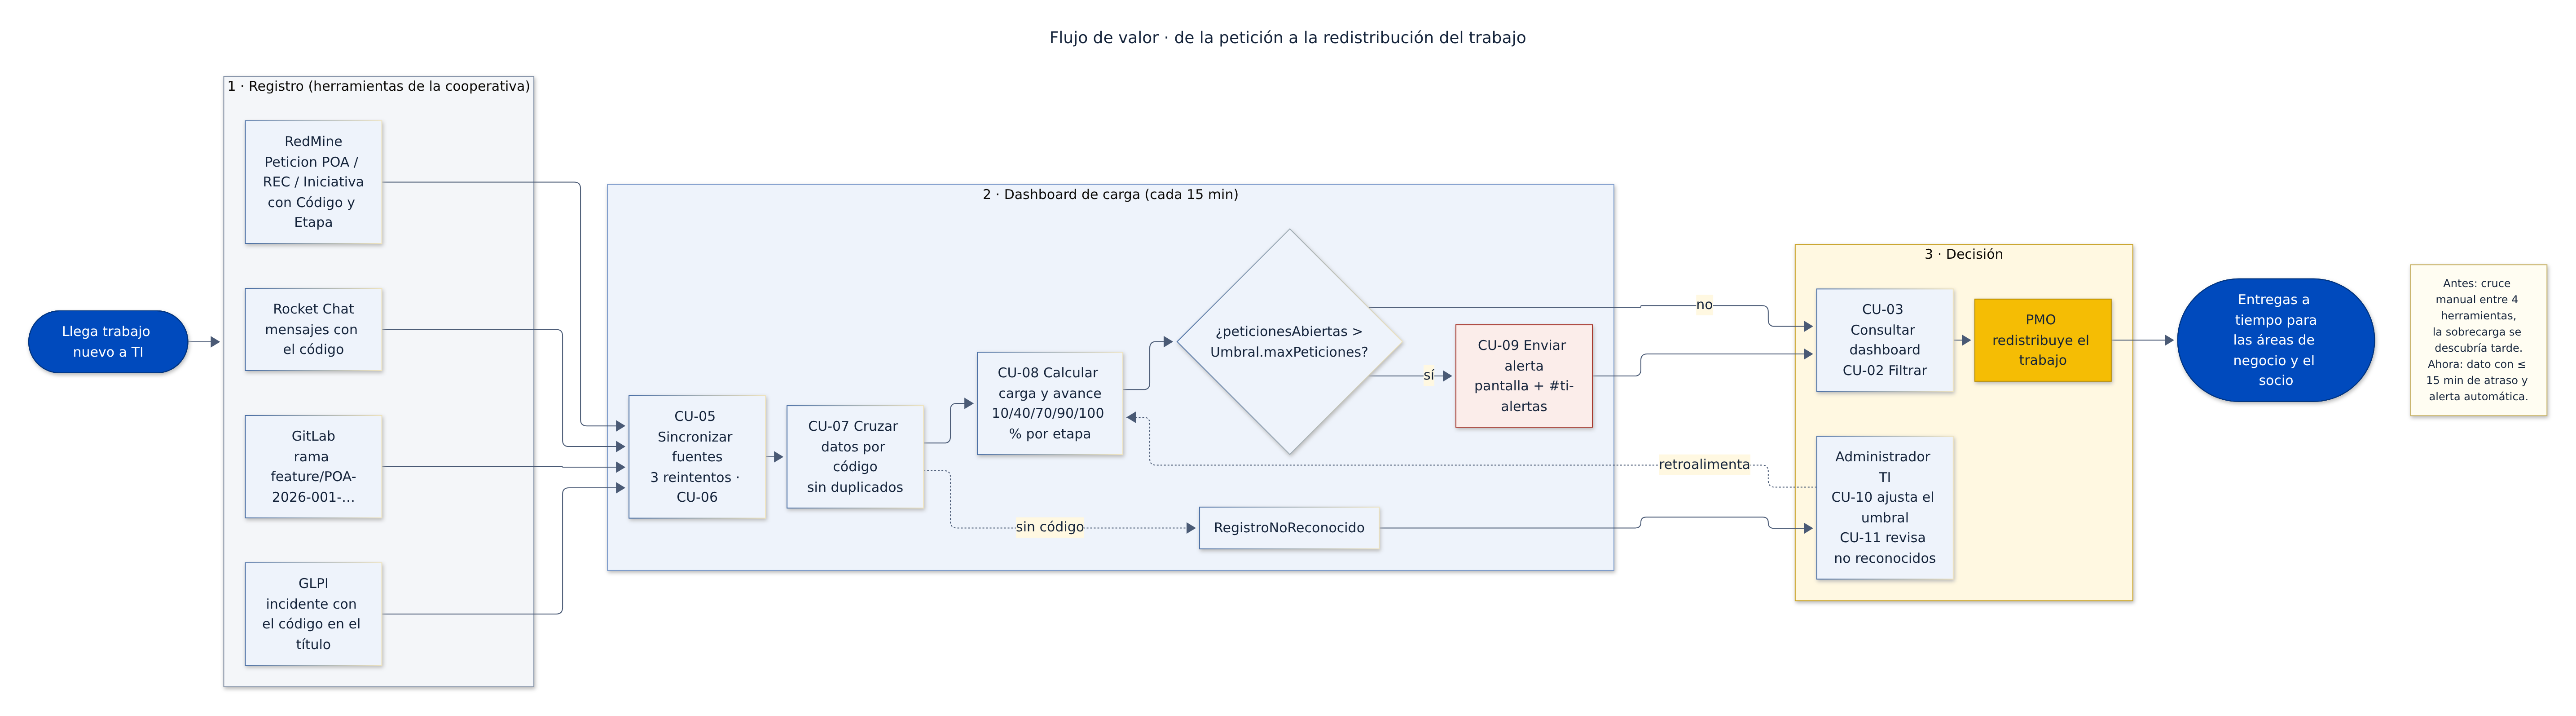 Flujo de valor · de la petición a la redistribución del trabajo
Llega trabajo
nuevo a TI
1 · Registro (herramientas de la cooperativa)
RedMine
Peticion POA /
REC / Iniciativa
con Código y
Etapa
Rocket Chat
mensajes con
el código
GitLab
rama
feature/POA-
2026-001-...
GLPI
incidente con
el código en el
título
2 · Dashboard de carga (cada 15 min)
CU-05
Sincronizar
fuentes
3 reintentos ·
CU-06
CU-07 Cruzar
datos por
código
sin duplicados
CU-08 Calcular
carga y avance
10/40/70/90/100
% por etapa
¿peticionesAbiertas >
Umbral.maxPeticiones?
sí
CU-09 Enviar
alerta
pantalla + #ti-
alertas
sin código
RegistroNoReconocido
no
retroalimenta
3 · Decisión
CU-03
Consultar
dashboard
CU-02 Filtrar
PMO
redistribuye el
trabajo
Administrador
TI
CU-10 ajusta el
umbral
CU-11 revisa
no reconocidos
Entregas a
tiempo para
las áreas de
negocio y el
socio
Antes: cruce
manual entre 4
herramientas,
la sobrecarga se
descubría tarde.
Ahora: dato con ≤
15 min de atraso y
alerta automática.